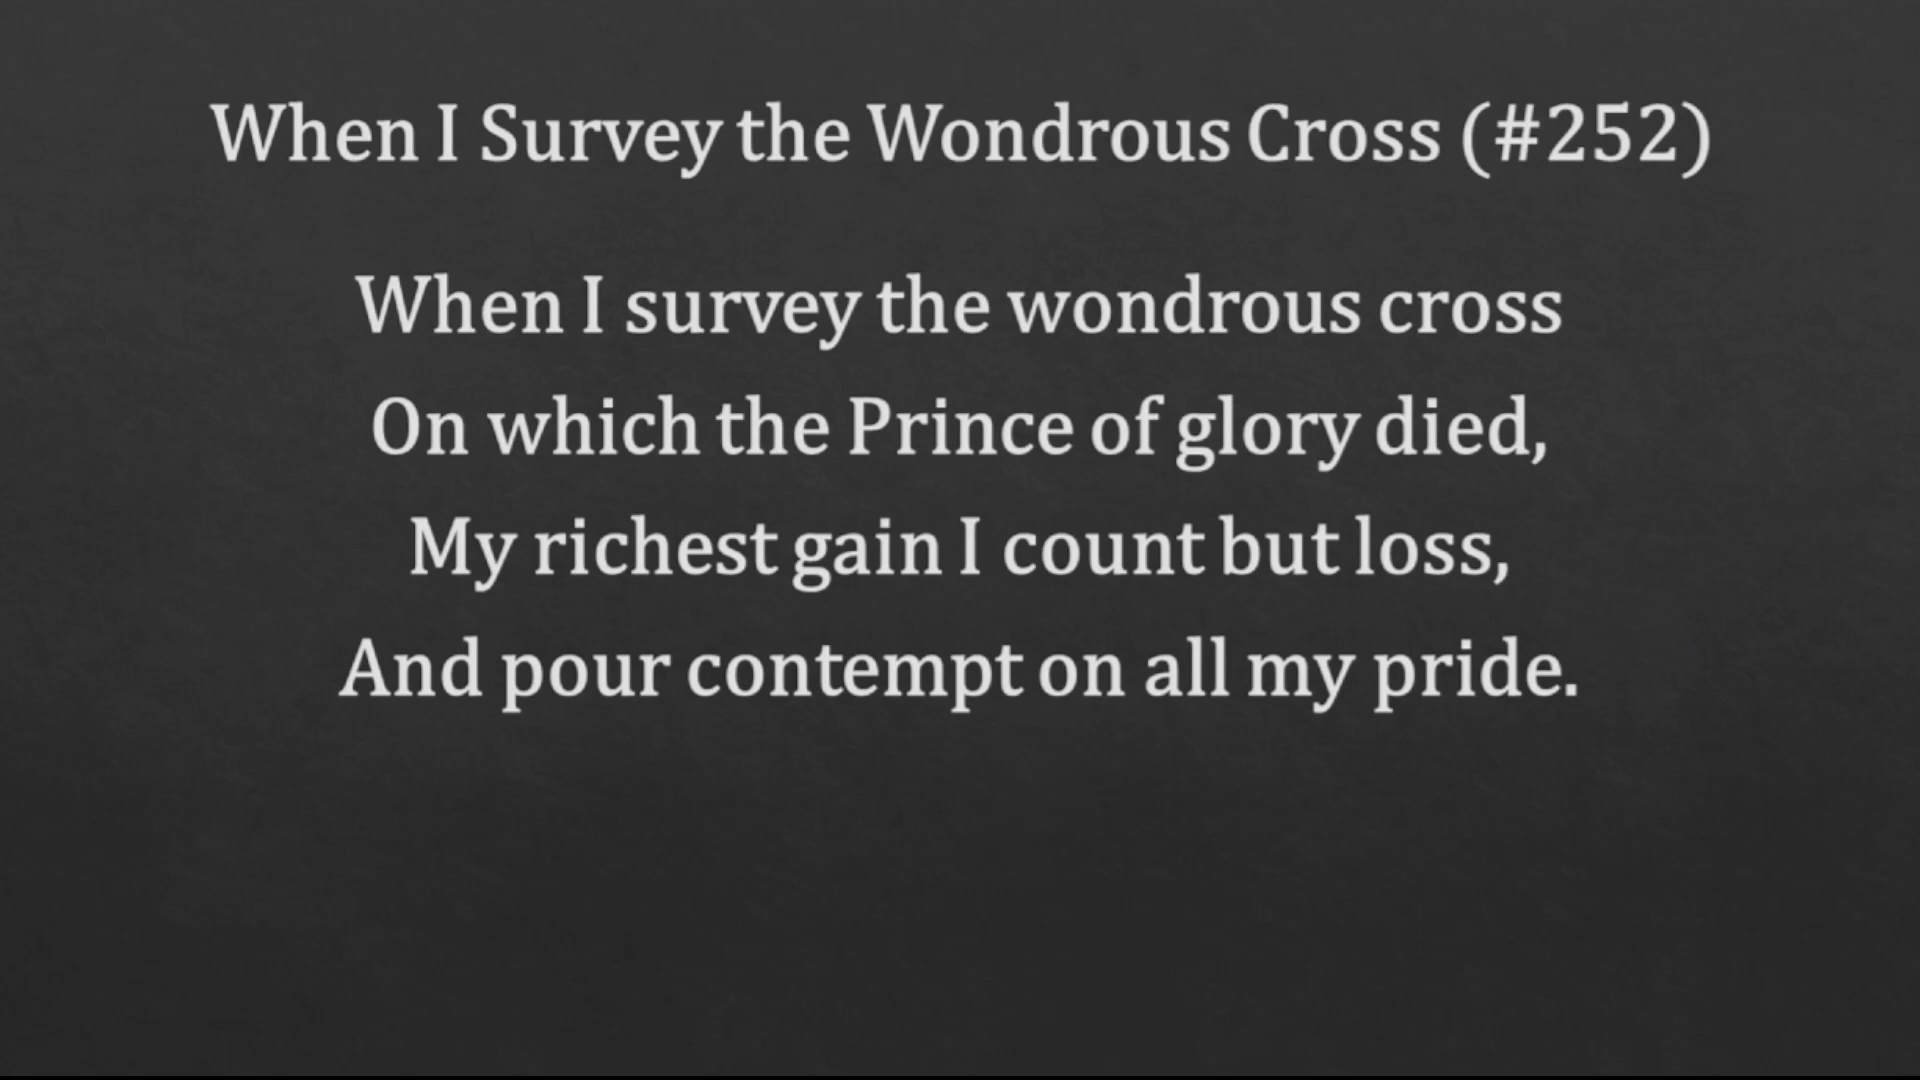 When I Survey the Wondrous Cross (#252)
When I survey the wondrous cross
On which the Prince of glory died,
My richest gain I count but loss,
And pour contempt on all my pride.